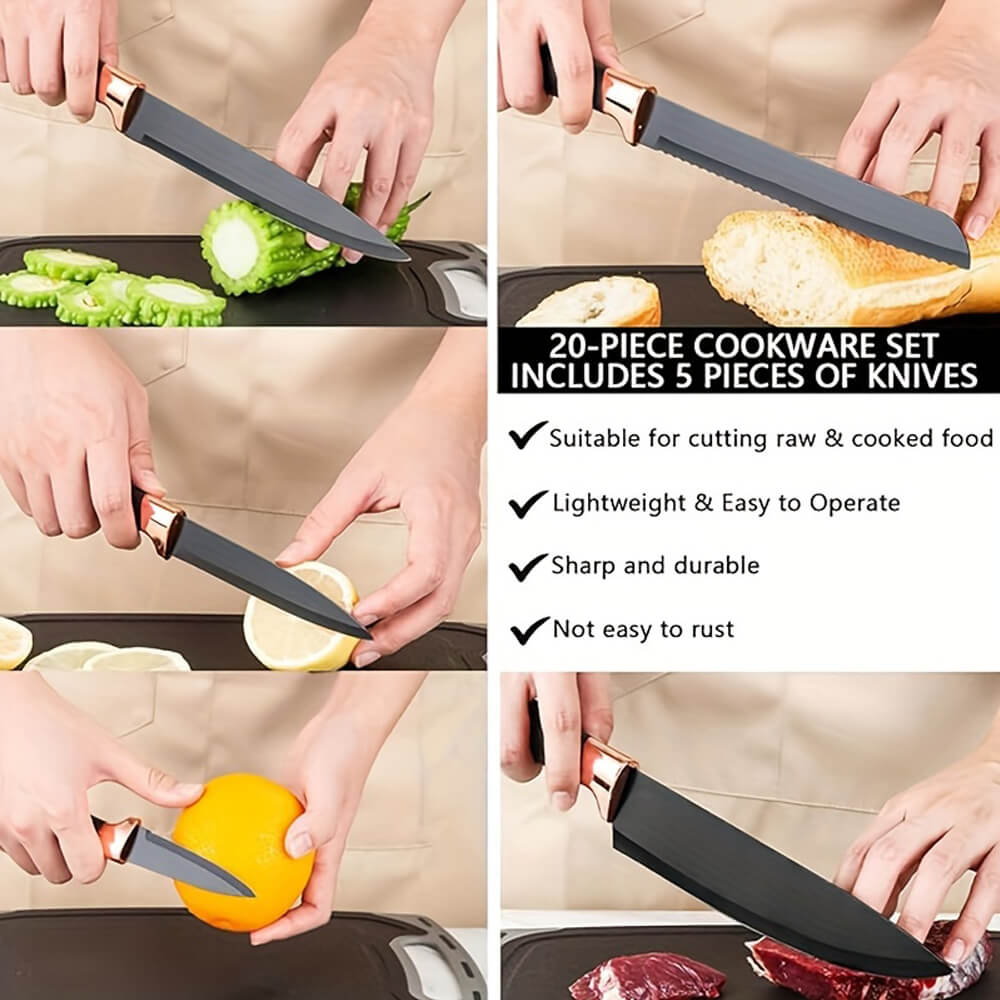 20-PIECE COOKWARE SET
INCLUDES 5 PIECES OF KNIVES
Suitable for cutting raw & cooked food
Lightweight & Easy to Operate
Sharp and durable
Not easy to rust